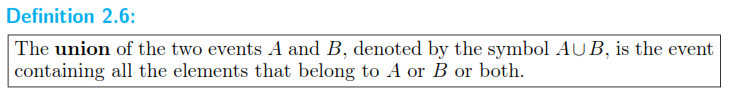 Definition 2.6:
The union of the two events A and B, denoted by the symbol A∪B, is the event
containing all the elements that belong to A or B or both.